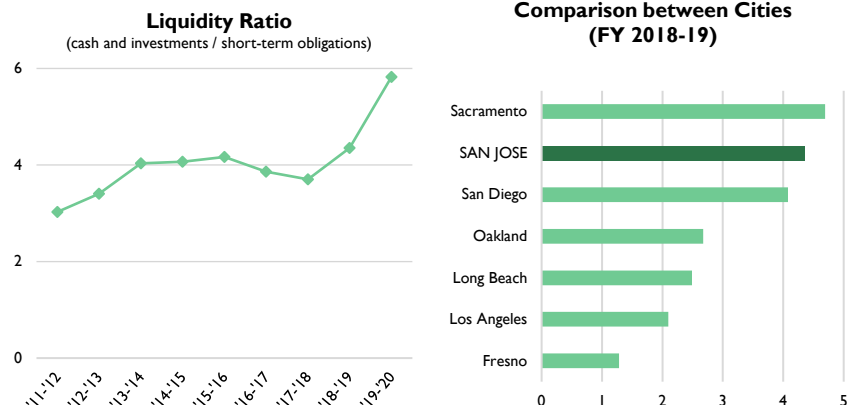 Liquidity Ratio
(cash and investments / short-term obligations)
6
4
2
0
'11-'12
'12-'13
'13-'14
'14-'15
'15-'16
'16-'17
'17-'18
'18-'19
'19-'20
Comparison between Cities
(FY 2018-19)
Sacramento
SAN JOSE
San Diego
Oakland
Long Beach
Los Angeles
Fresno
0 1 2 3 4 5